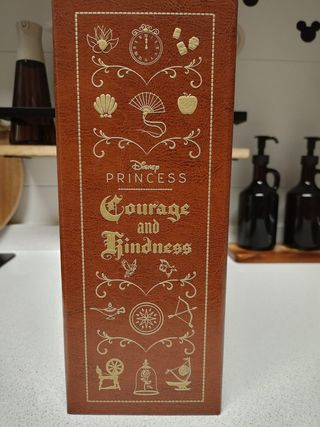 Disney
PRINCESS
Courage
and
Kindness